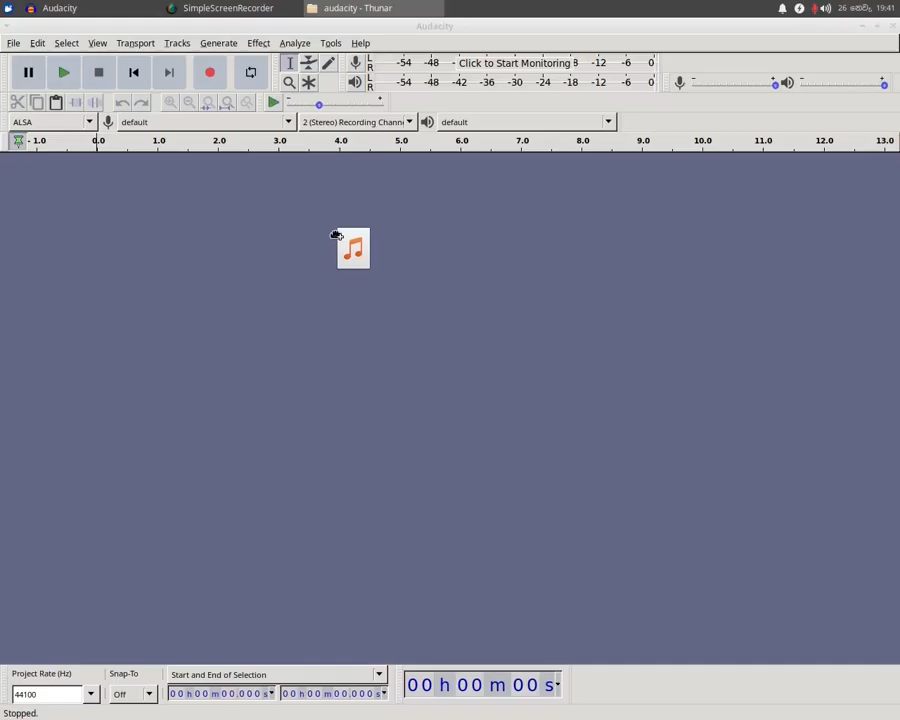 Audacity
SimpleScreenRecorder
audacity - Thunar
Audacity
File Edit Select View Transport Tracks Generate Effect Analyze Tools Help
L R -54 -48 Click to Start Monitoring -12 -6 0
L R -54 -48 -42 -36 -30 -24 -18 -12 -6 0
ALSA default 2 (Stereo) Recording Chann default
- 1.0 0.0 1.0 2.0 3.0 4.0 5.0 6.0 7.0 8.0 9.0 10.0 11.0 12.0 13.0
Project Rate (Hz) Snap-To Start and End of Selection
44100 Off 00 h 00 m 00.000 s 00 h 00 m 00.000 s 00 h 00 m 00 s
Stopped.